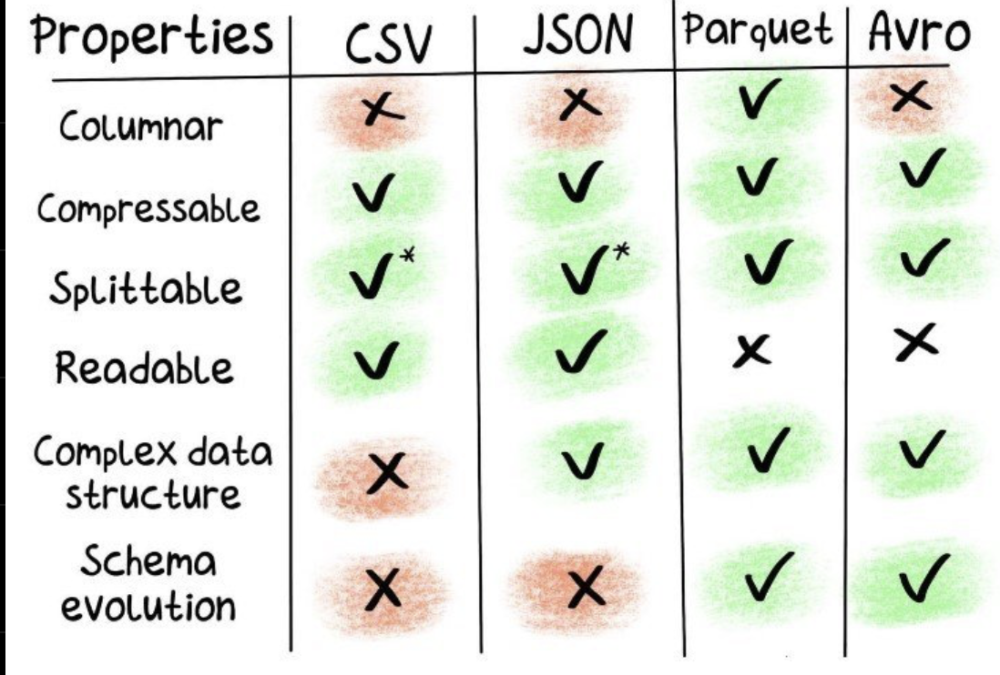 Properties CSV JSON Parquet Avro
Columnar ✗ ✗ ✓ ✗
Compressable ✓ ✓ ✓ ✓
Splittable ✓* ✓* ✓ ✓
Readable ✓ ✓ ✗ ✗
Complex data
structure ✗ ✓ ✓ ✓
Schema
evolution ✗ ✗ ✓ ✓